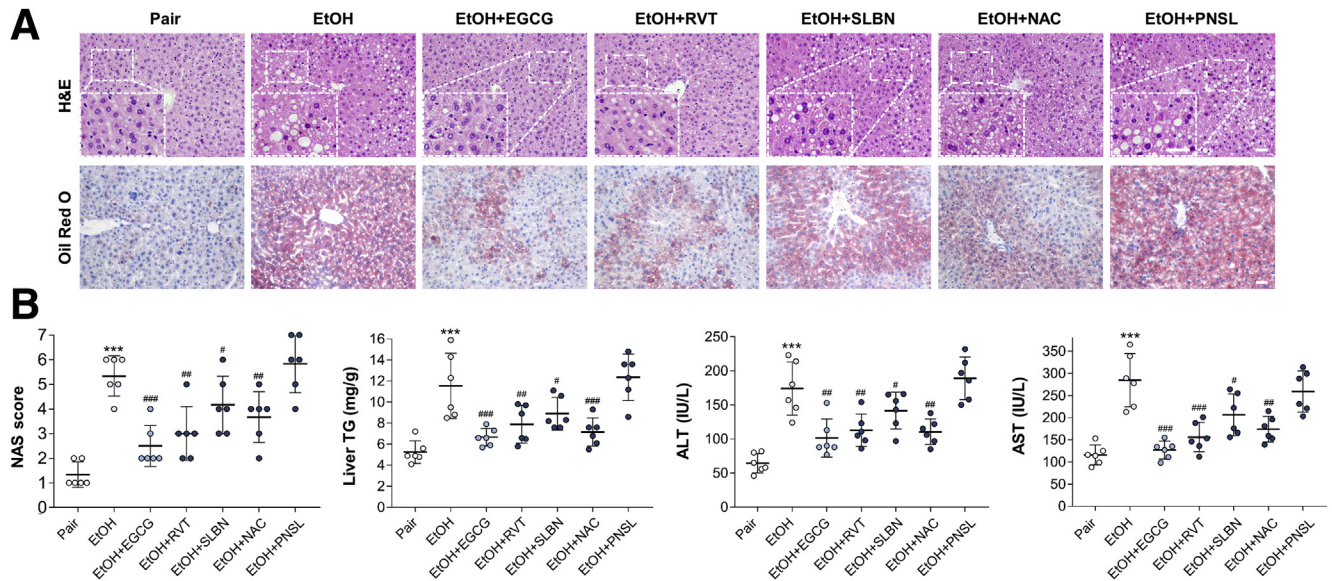 A
Pair
EtOH
EtOH+EGCG
EtOH+RVT
EtOH+SLBN
EtOH+NAC
EtOH+PNSL
H&E
Oil Red O
B
NAS score
7
6
5
4
3
2
1
0
***
###
##
#
##
Pair
EtOH
EtOH+EGCG
EtOH+RVT
EtOH+SLBN
EtOH+NAC
EtOH+PNSL
Liver TG (mg/g)
16
14
12
10
8
6
4
2
0
***
###
##
#
###
Pair
EtOH
EtOH+EGCG
EtOH+RVT
EtOH+SLBN
EtOH+NAC
EtOH+PNSL
ALT (IU/L)
250
200
150
100
50
0
***
##
##
#
##
Pair
EtOH
EtOH+EGCG
EtOH+RVT
EtOH+SLBN
EtOH+NAC
EtOH+PNSL
AST (IU/L)
350
300
250
200
150
100
50
0
***
###
###
#
##
Pair
EtOH
EtOH+EGCG
EtOH+RVT
EtOH+SLBN
EtOH+NAC
EtOH+PNSL